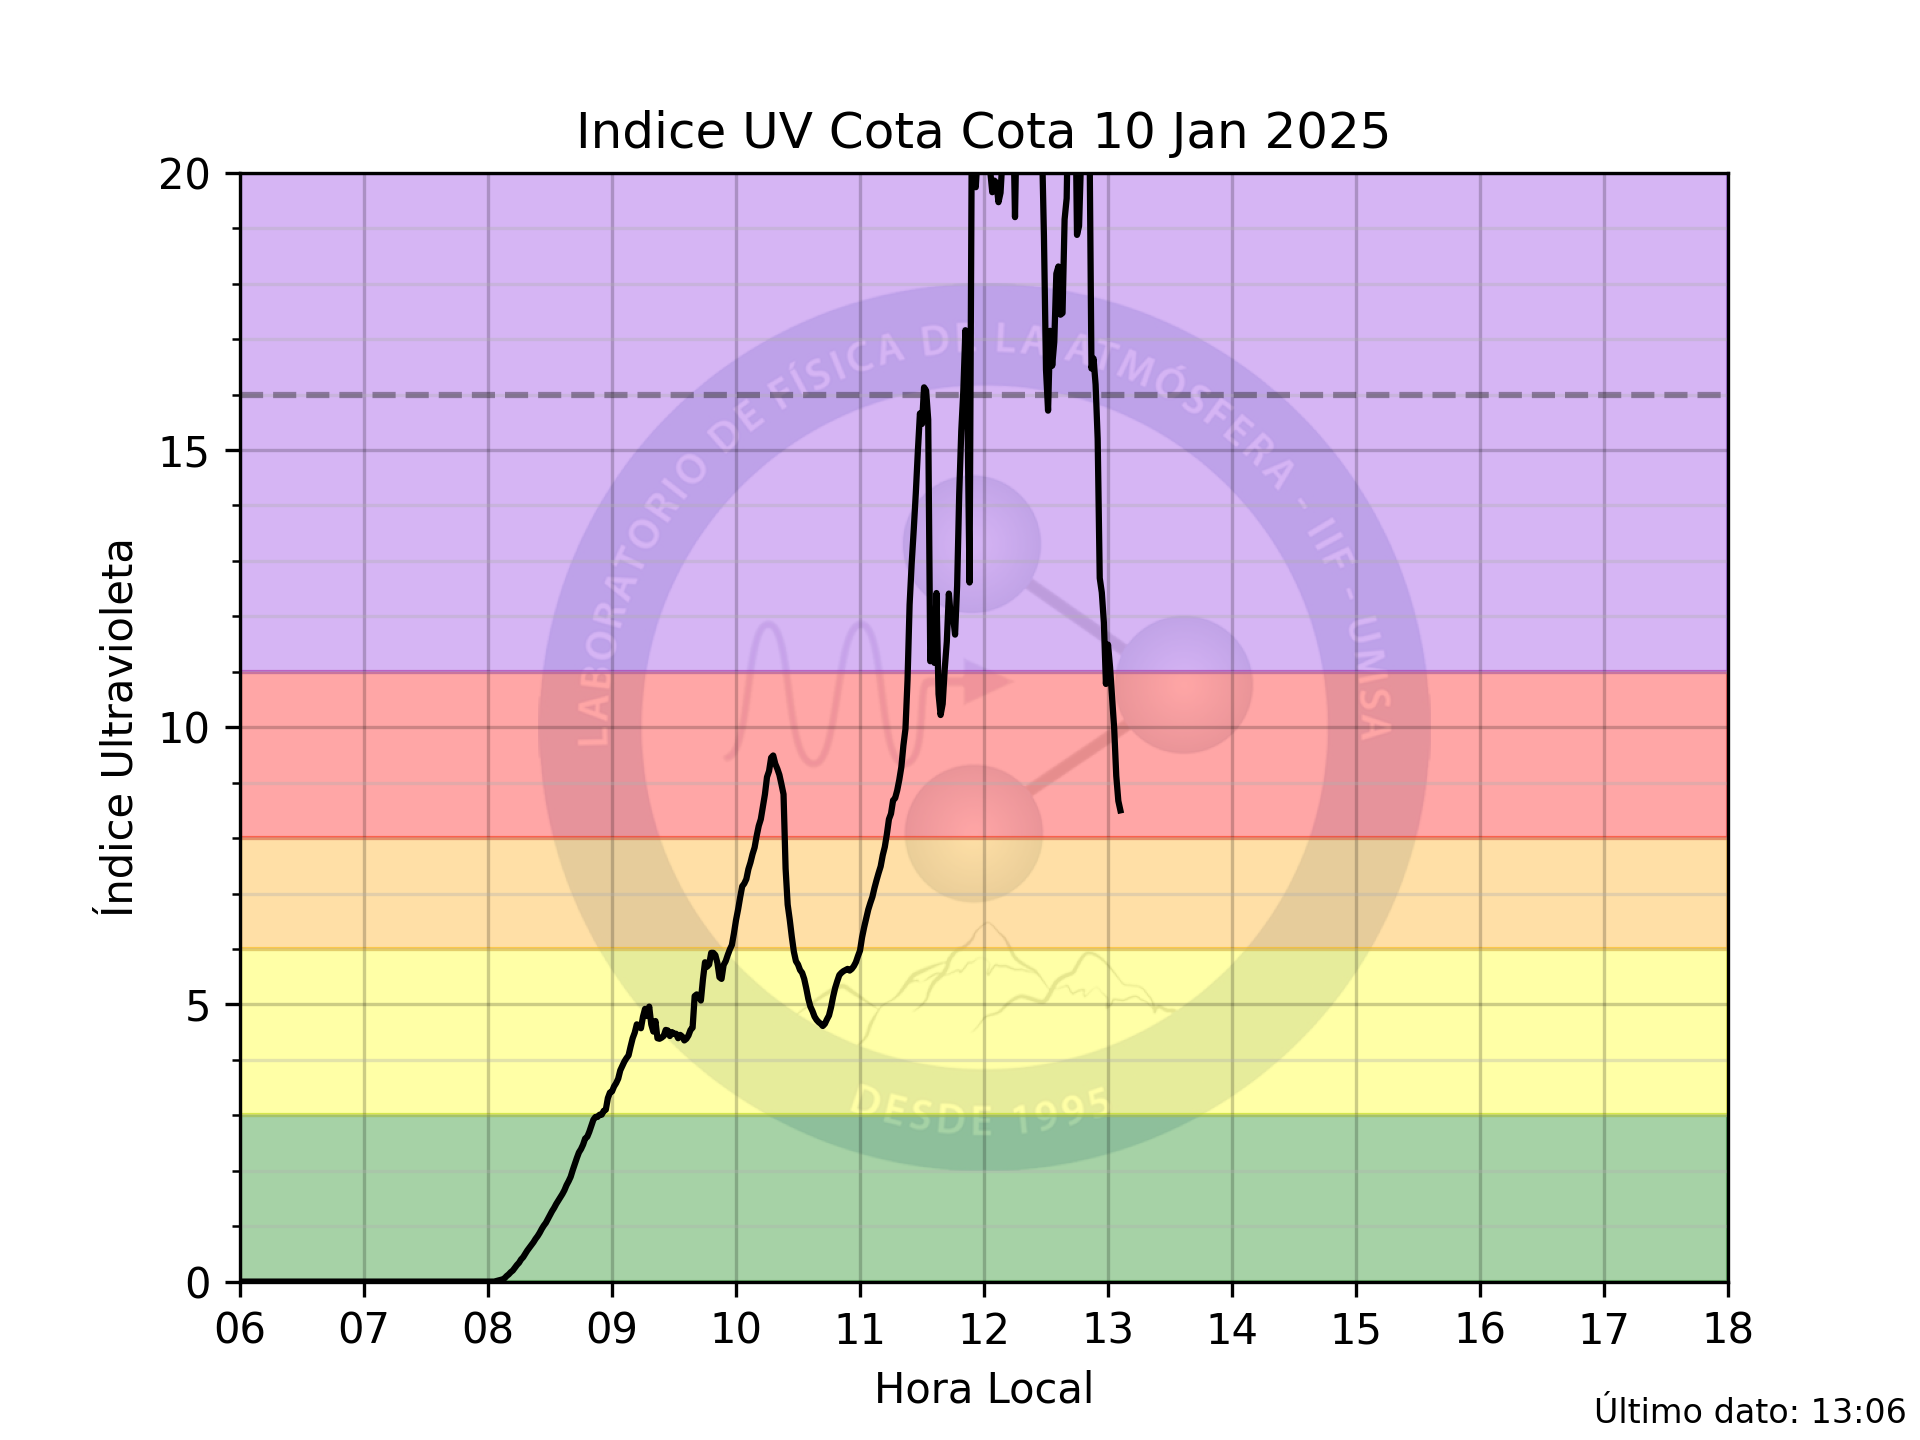 Indice UV Cota Cota 10 Jan 2025
20
15
10
5
0
Índice Ultravioleta
LABORATORIO DE FÍSICA DE LA ATMÓSFERA - IIF - UMSA
DESDE 1995
06 07 08 09 10 11 12 13 14 15 16 17 18
Hora Local
Último dato: 13:06